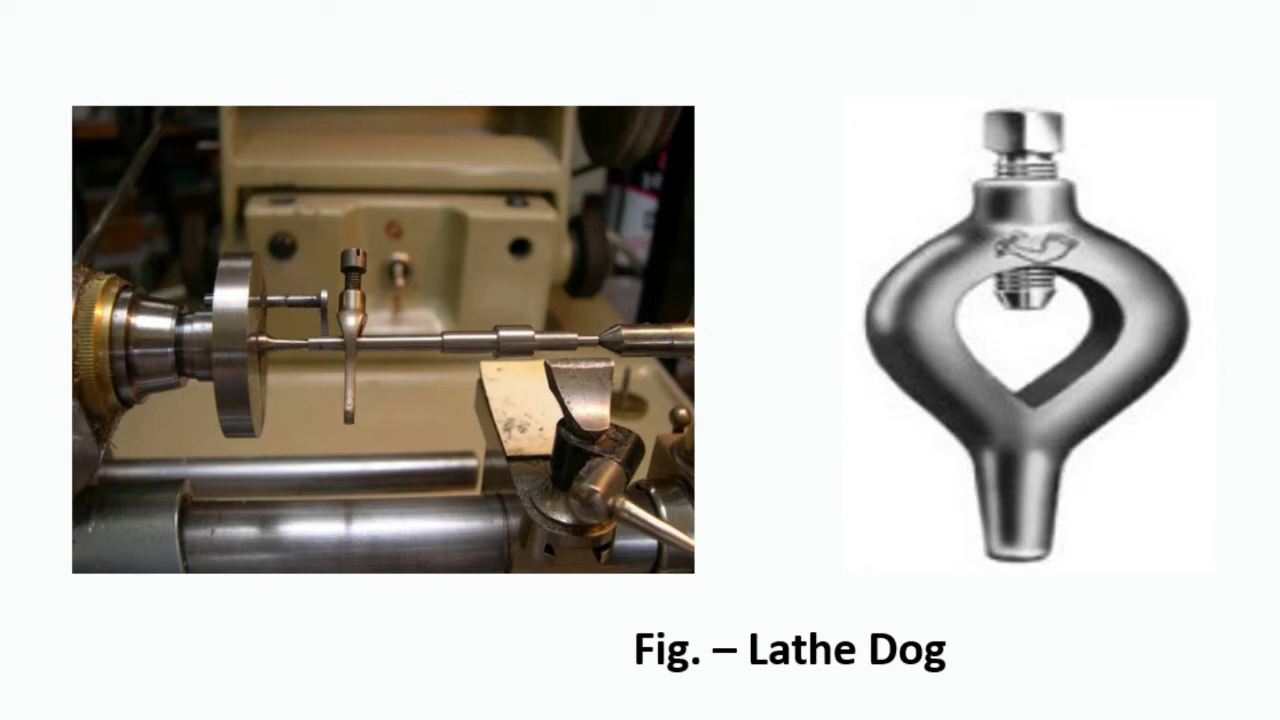 Fig. – Lathe Dog